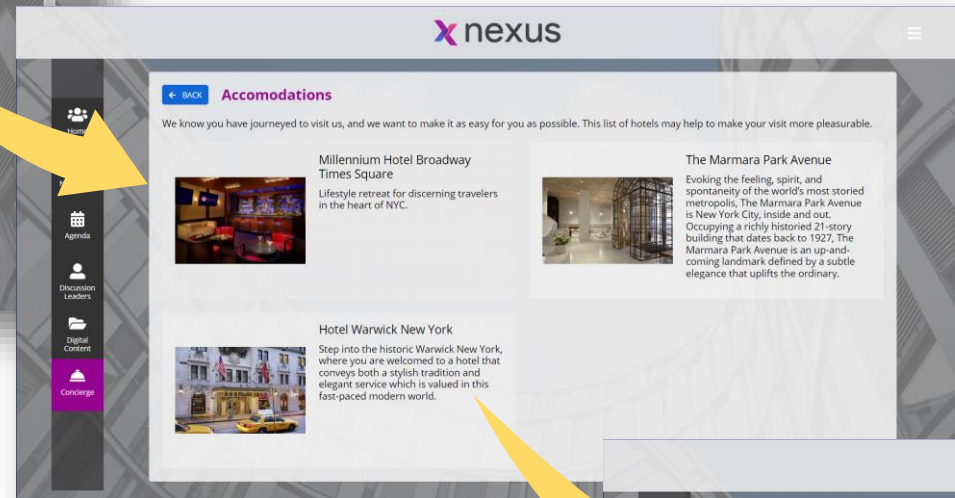 nexus
Home
Agenda
Discussion
Leaders
Digital
Content
Concierge
BACK
Accomodations
We know you have journeyed to visit us, and we want to make it as easy for you as possible. This list of hotels may help to make your visit more pleasurable.
Millennium Hotel Broadway
Times Square
Lifestyle retreat for discerning travelers
in the heart of NYC.
The Marmara Park Avenue
Evoking the feeling, spirit, and
spontaneity of the world's most storied
metropolis, The Marmara Park Avenue
is New York City, inside and out.
Occupying a richly historied 21-story
building that dates back to 1927, The
Marmara Park Avenue is an up-and-
coming landmark defined by a subtle
elegance that uplifts the ordinary.
Hotel Warwick New York
Step into the historic Warwick New York,
where you are welcomed to a hotel that
conveys both a stylish tradition and
elegant service which is valued in this
fast-paced modern world.